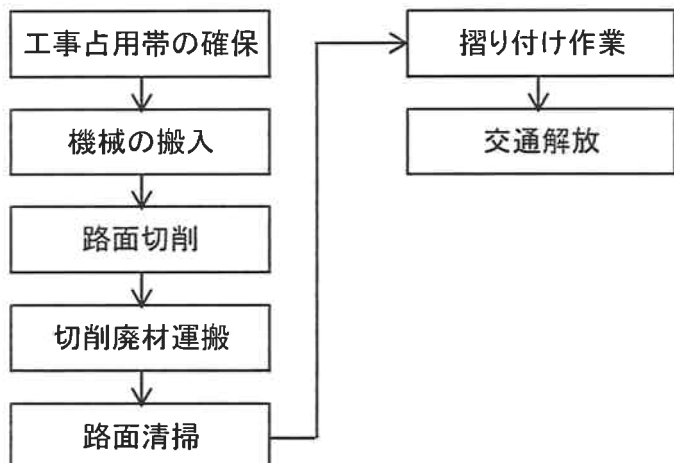 工事占用帯の確保
機械の搬入
路面切削
切削廃材運搬
路面清掃
摺り付け作業
交通解放